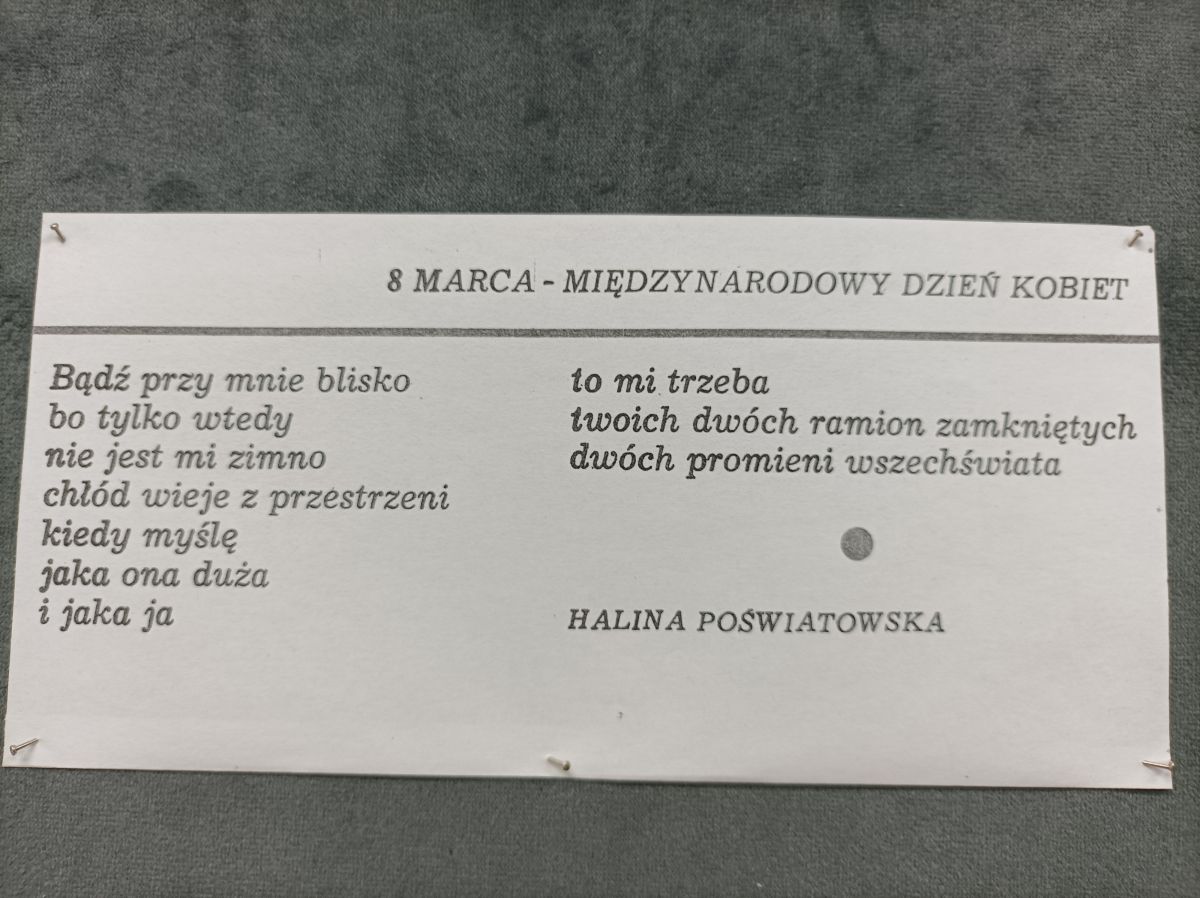 8 MARCA - MIĘDZYNARODOWY DZIEŃ KOBIET
Bądź przy mnie blisko
bo tylko wtedy
nie jest mi zimno
chłód wieje z przestrzeni
kiedy myślę
jaka ona duża
i jaka ja
to mi trzeba
twoich dwóch ramion zamkniętych
dwóch promieni wszechświata
HALINA POŚWIATOWSKA